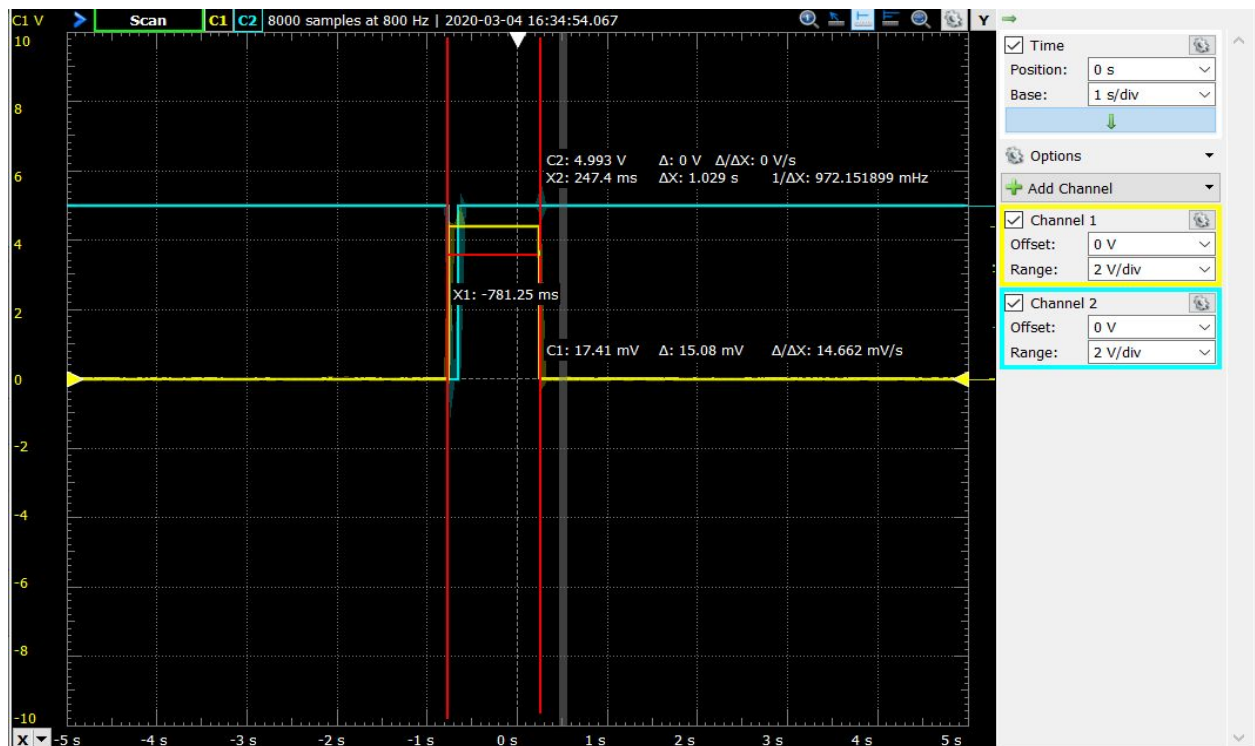 C1 V Scan C1 C2 8000 samples at 800 Hz | 2020-03-04 16:34:54.067 Y
10
8
6
4
2
0
-2
-4
-6
-8
-10
C2: 4.993 V Δ: 0 V Δ/ΔX: 0 V/s
X2: 247.4 ms ΔX: 1.029 s 1/ΔX: 972.151899 mHz
X1: -781.25 ms
C1: 17.41 mV Δ: 15.08 mV Δ/ΔX: 14.662 mV/s
X -5 s -4 s -3 s -2 s -1 s 0 s 1 s 2 s 3 s 4 s 5 s
Time
Position: 0 s
Base: 1 s/div
Options
Add Channel
Channel 1
Offset: 0 V
Range: 2 V/div
Channel 2
Offset: 0 V
Range: 2 V/div